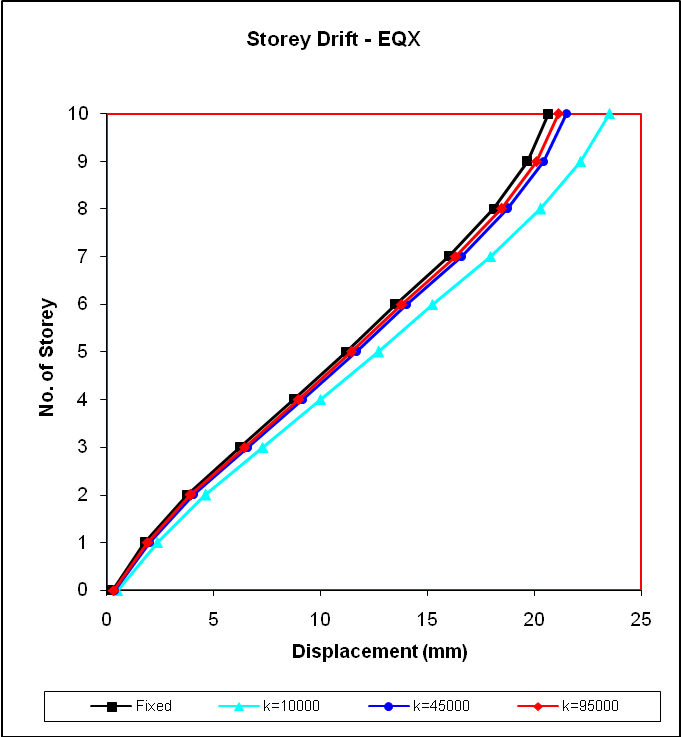 Storey Drift - EQX
10
9
8
7
6
5
4
3
2
1
0
No. of Storey
0 5 10 15 20 25
Displacement (mm)
Fixed k=10000 k=45000 k=95000